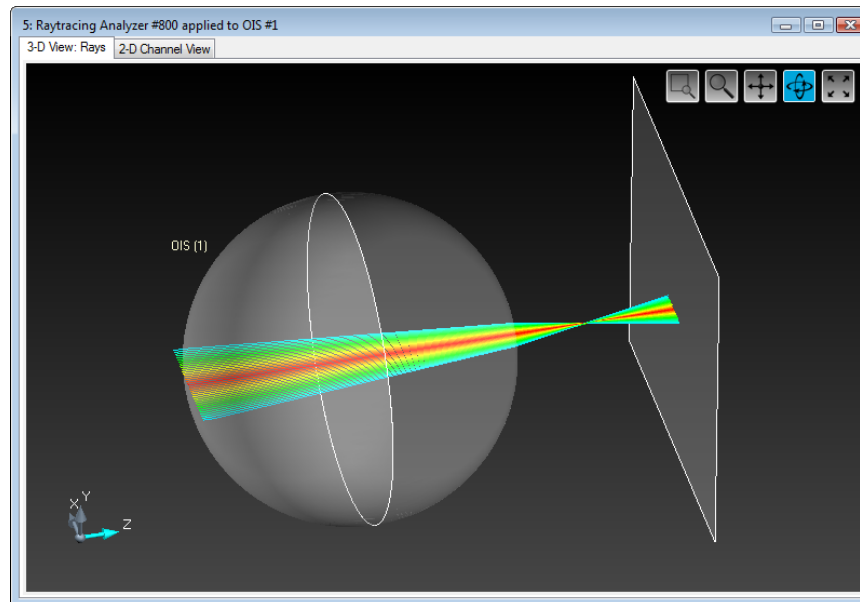 5: Raytracing Analyzer #800 applied to OIS #1
3-D View: Rays
2-D Channel View
OIS (1)
X
Y
Z